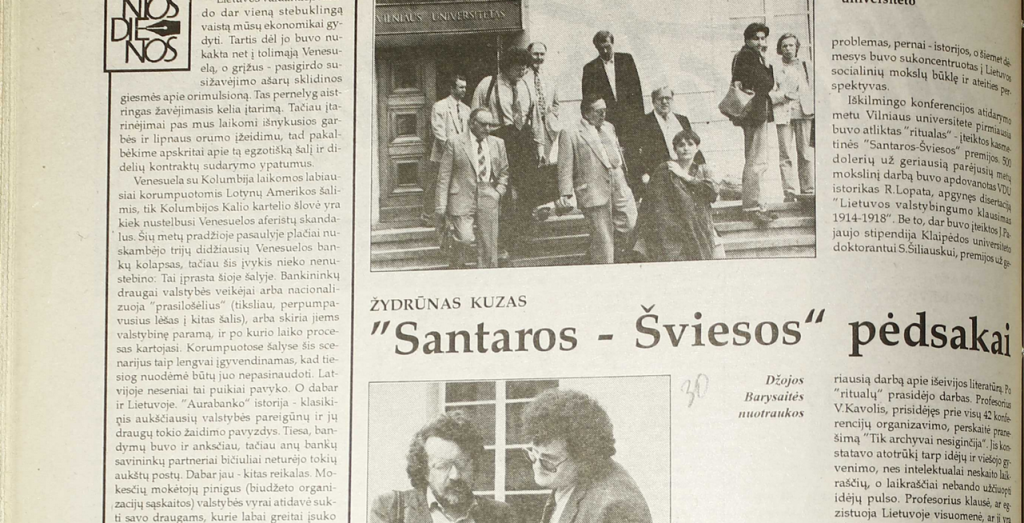 NIOS
DIE
NOS
do dar vieną stebuklingą
vaistą mūsų ekonomikai gy-
dyti. Tartis dėl jo buvo nu-
kakta net į tolimąją Venesu-
elą, o grįžus - pasigirdo su-
sižavėjimo ašarų sklidinos
giesmės apie orimulsioną. Tas pernelyg aist-
ringas žavėjimasis kelia įtarimą. Tačiau įta-
rinėjimai pas mus laikomi išnykusios gar-
bės ir lipnaus orumo įžeidimu, tad pakal-
bėkime apskritai apie tą egzotišką šalį ir di-
delių kontraktų sudarymo ypatumus.
Venesuela su Kolumbija laikomos labiau-
siai korumpuotomis Lotynų Amerikos šali-
mis, tik Kolumbijos Kalio kartelio šlovė yra
kiek nustelbusi Venesuelos aferistų skanda-
lus. Šių metų pradžioje pasaulyje plačiai nu-
skambėjo trijų didžiausių Venesuelos ban-
kų kolapsas, tačiau šis įvykis nieko nenu-
stebino: Tai įprasta šioje šalyje. Bankininkų
draugai valstybės veikėjai arba nacionali-
zuoja "prasilošėlius" (tiksliau, perpumpa-
vusius lėšas į kitas šalis), arba skiria jiems
valstybinę paramą, ir po kurio laiko proce-
sas kartojasi. Korumpuotose šalyse šis sce-
narijus taip lengvai įgyvendinamas, kad tie-
siog nuodėmė būtų juo nepasinaudoti. Lat-
vijoje neseniai tai puikiai pavyko. O dabar
ir Lietuvoje. "Aurabanko" istorija - klasiki-
nis aukščiausių valstybės pareigūnų ir jų
draugų tokio žaidimo pavyzdys. Tiesa, ban-
dymų buvo ir anksčiau, tačiau anų bankų
savininkų partneriai bičiuliai neturėjo tokių
aukštų postų. Dabar jau - kitas reikalas. Mo-
kesčių mokėtojų pinigus (biudžeto organi-
zacijų sąskaitos) valstybės vyrai atidavė suk-
ti savo draugams, kurie labai greitai įsuko
VILNIAUS UNIVERSITETAS
ŽYDRŪNAS KUZAS
"Santaros - Šviesos" pėdsakai
30
Džojos
Barysaitės
nuotraukos
universiteto
problemas, pernai - istorijos, o šiemet dė-
mesys buvo sukoncentruotas į Lietuvos
socialinių mokslų būklę ir ateities per-
spektyvas.
Iškilmingo konferencijos atidarymo
metu Vilniaus universitete pirmiausia
buvo atliktas "ritualas" - įteiktos kasme-
tinės "Santaros-Šviesos" premijos. 500
dolerių už geriausią parėjusių metų
mokslinį darbą buvo apdovanotas VDU
istorikas R.Lopata, apgynęs disertaciją
"Lietuvos valstybingumo klausimas
1914-1918". Be to, dar buvo įteiktos J.Pa-
jaujo stipendija Klaipėdos universiteto
doktorantui S.Šiliauskui, premijos už ge-
riausią darbą apie išeivijos literatūrą. Po
"ritualų" prasidėjo darbas. Profesorius
V.Kavolis, prisidėjęs prie visų 42 konfe-
rencijų organizavimo, perskaitė prane-
šimą "Tik archyvai nesigincija". Jis kon-
statavo atotrūkį tarp idėjų ir viešojo gy-
venimo, nes intelektualai neskaito laik-
raščių, o laikraščiai nebando užčiuopti
idėjų pulso. Profesorius klausė, ar eg-
zistuoja Lietuvoje visuomenė, ar ji